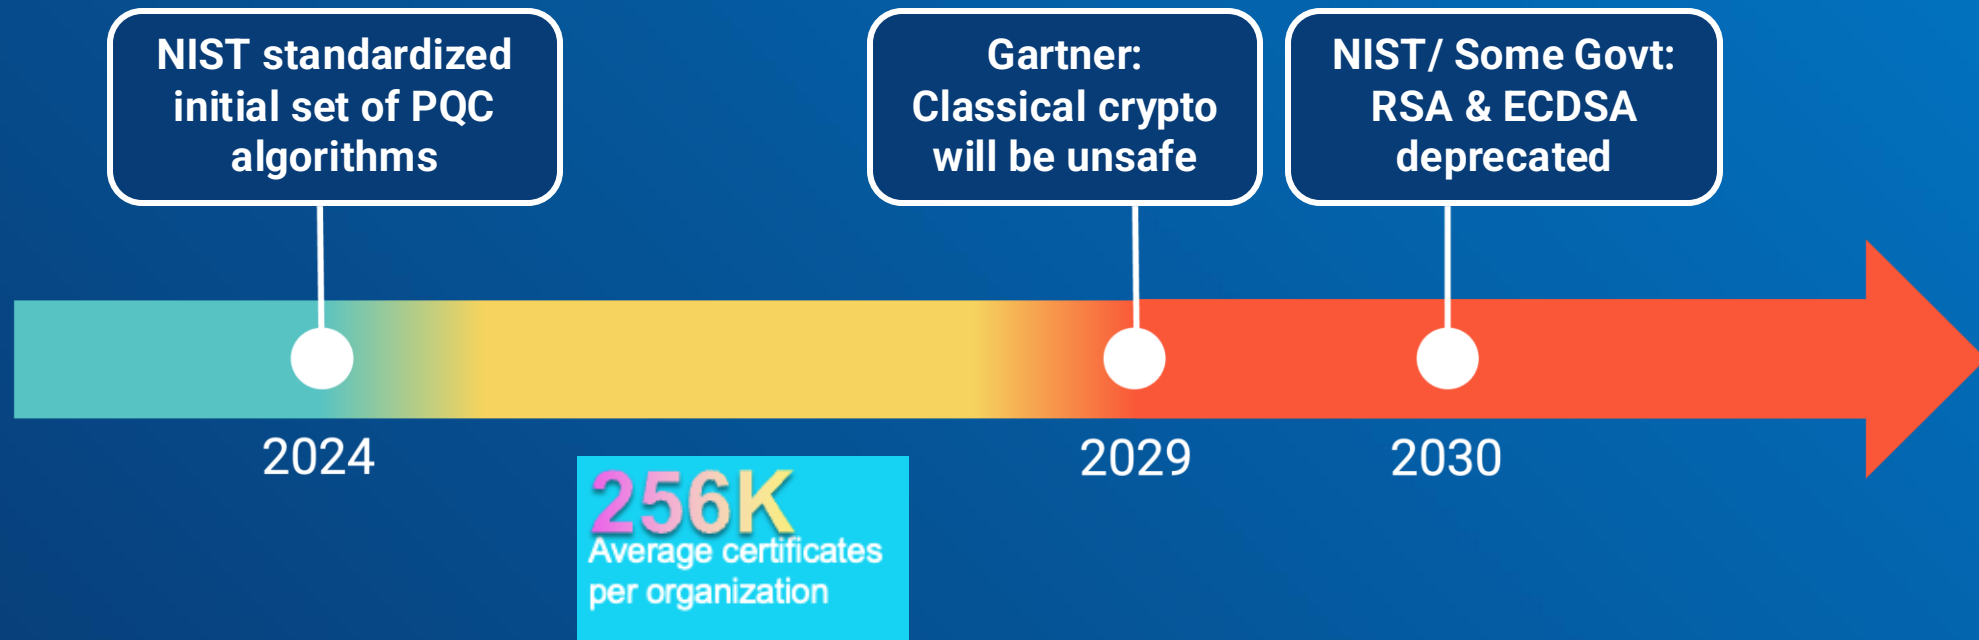 NIST standardized
initial set of PQC
algorithms
Gartner:
Classical crypto
will be unsafe
NIST/ Some Govt:
RSA & ECDSA
deprecated
2024
2029
2030
256K
Average certificates
per organization